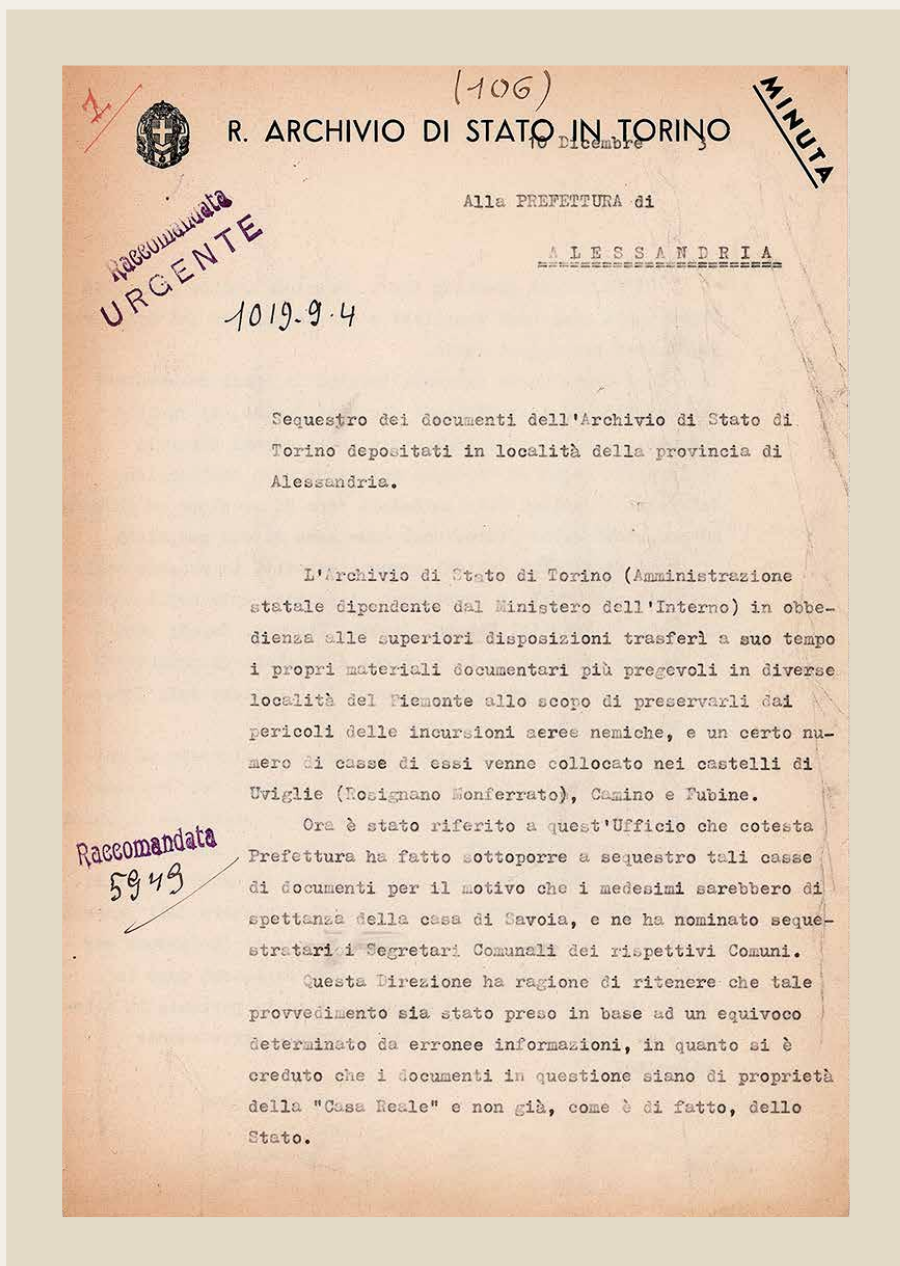 1
(106)
R. ARCHIVIO DI STATO IN TORINO
MINUTA
Dicembre 3
Alla PREFETTURA di
ALESSANDRIA
Raccomandata
URGENTE
1019-9.4
Sequestro dei documenti dell'Archivio di Stato di
Torino depositati in località della provincia di
Alessandria.
L'Archivio di Stato di Torino (Amministrazione
statale dipendente dal Ministero dell'Interno) in obbe-
dienza alle superiori disposizioni trasferì a suo tempo
i propri materiali documentari più pregevoli in diverse
località del Piemonte allo scopo di preservarli dai
pericoli delle incursioni aeree nemiche, e un certo nu-
mero di casse di essi venne collocato nei castelli di
Uviglie (Rosignano Monferrato), Camino e Fubine.
Ora è stato riferito a quest'Ufficio che cotesta
Prefettura ha fatto sottoporre a sequestro tali casse
di documenti per il motivo che i medesimi sarebbero di
spettanza della casa di Savoia, e ne ha nominato seque-
stratari i Segretari Comunali dei rispettivi Comuni.
Raccomandata
5949
Questa Direzione ha ragione di ritenere che tale
provvedimento sia stato preso in base ad un equivoco
determinato da erronee informazioni, in quanto si è
creduto che i documenti in questione siano di proprietà
della "Casa Reale" e non già, come è di fatto, dello
Stato.